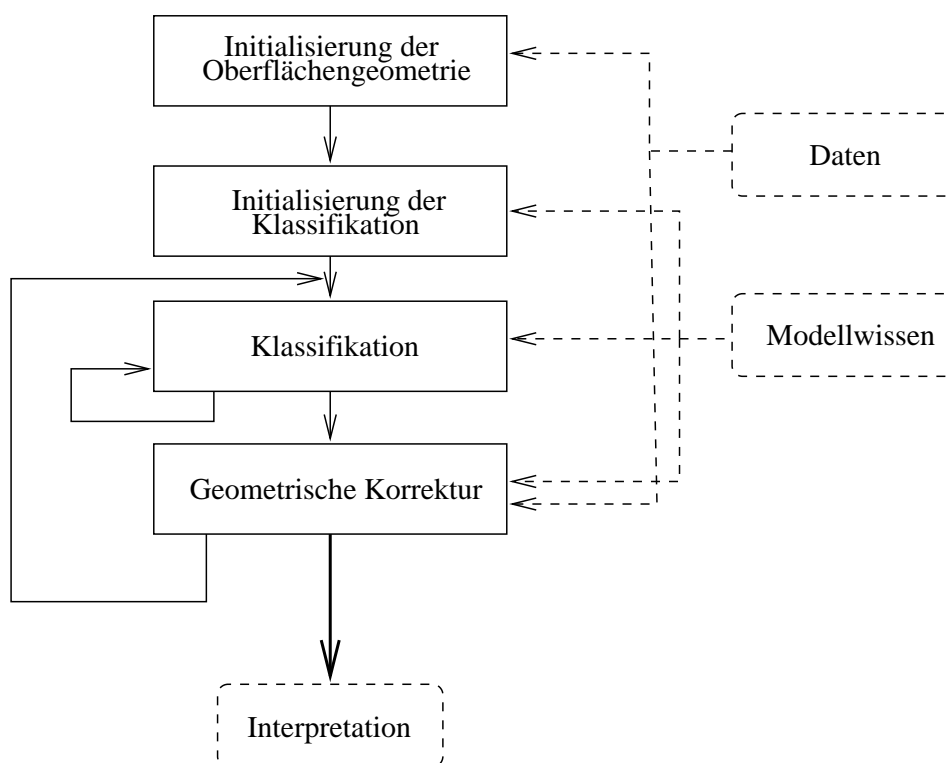 Initialisierung der
Oberflächengeometrie
Daten
Initialisierung der
Klassifikation
Klassifikation
Modellwissen
Geometrische Korrektur
Interpretation